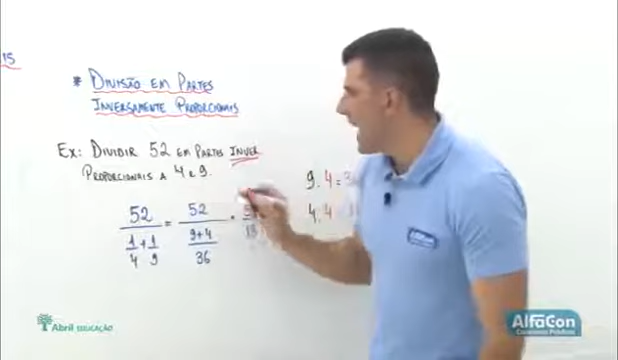 15
* DIVISÃO EM PARTES
INVERSAMENTE PROPORCIONAIS
EX: DIVIDIR 52 EM PARTES INVER
PROPORCIONAIS A 4 E 9.
9 . 4 =
4 . 4
52 = 52
1/4 + 1/9
9+4
36
AlfaCon
Abril EDUCAÇÃO
AlfaCon
Concursos Públicos